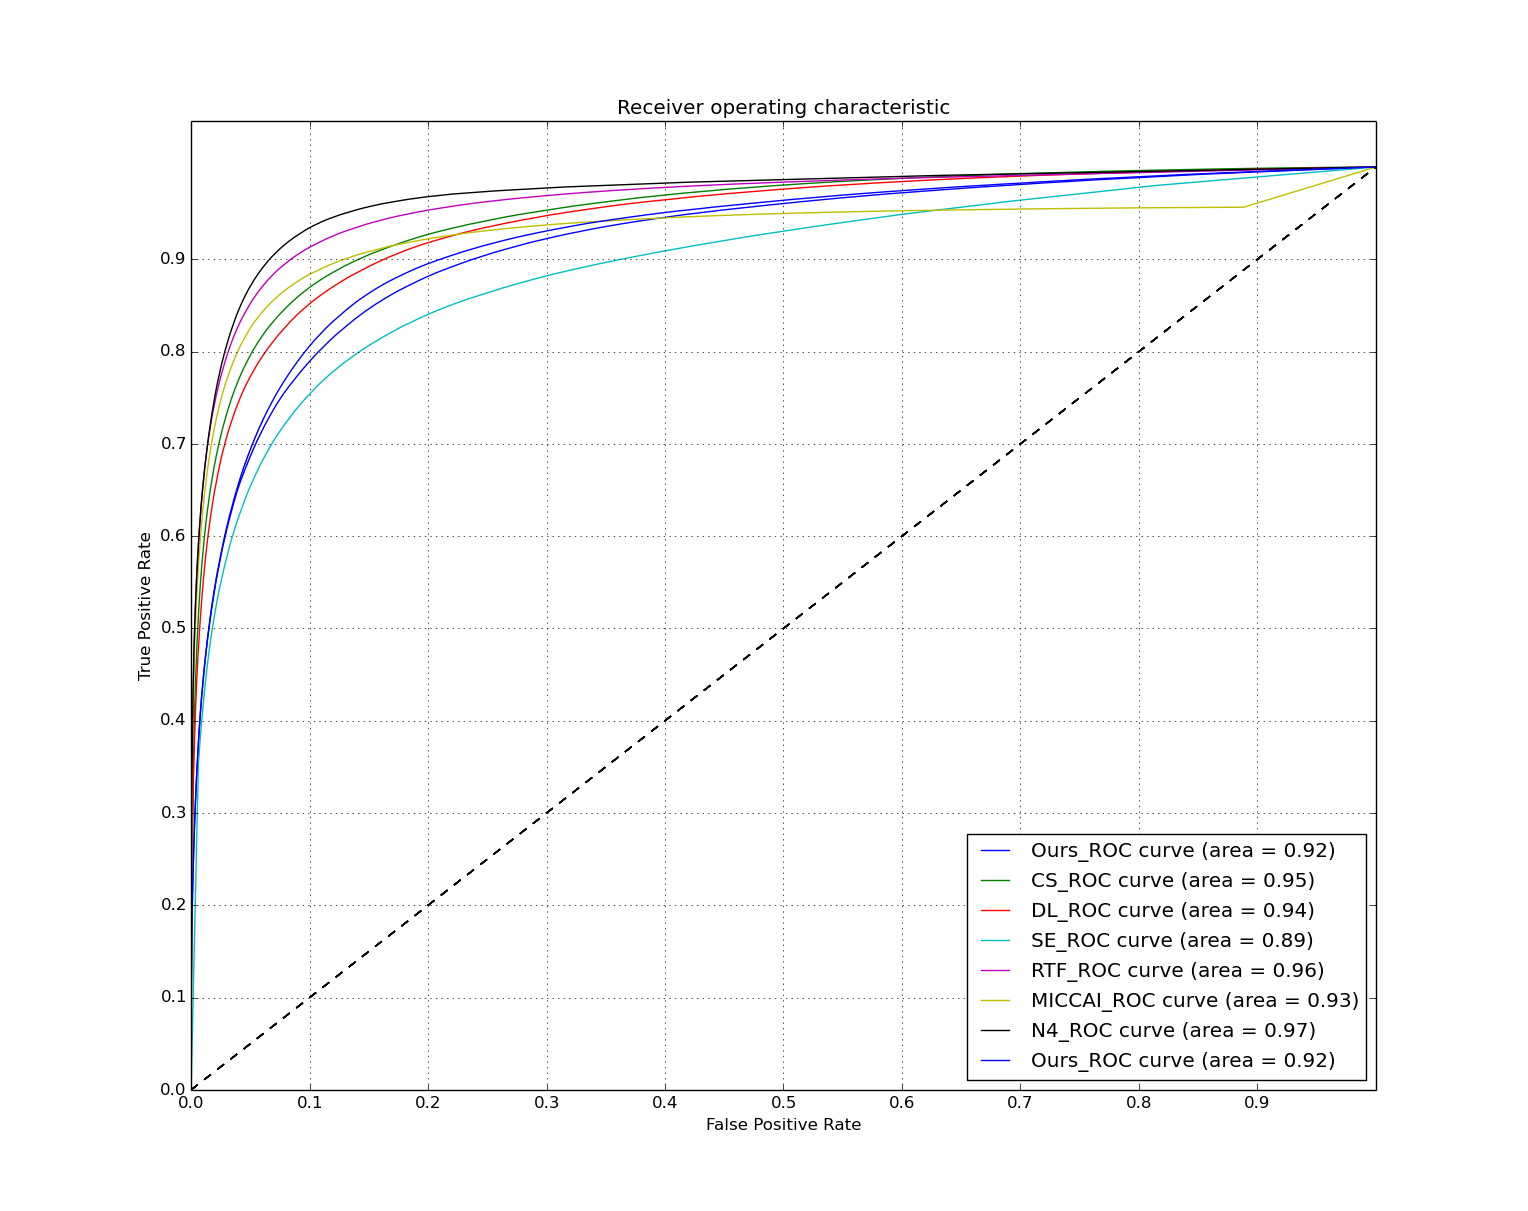 Receiver operating characteristic
True Positive Rate
0.9
0.8
0.7
0.6
0.5
0.4
0.3
0.2
0.1
0.0
Ours_ROC curve (area = 0.92)
CS_ROC curve (area = 0.95)
DL_ROC curve (area = 0.94)
SE_ROC curve (area = 0.89)
RTF_ROC curve (area = 0.96)
MICCAI_ROC curve (area = 0.93)
N4_ROC curve (area = 0.97)
Ours_ROC curve (area = 0.92)
0.0 0.1 0.2 0.3 0.4 0.5 0.6 0.7 0.8 0.9
False Positive Rate